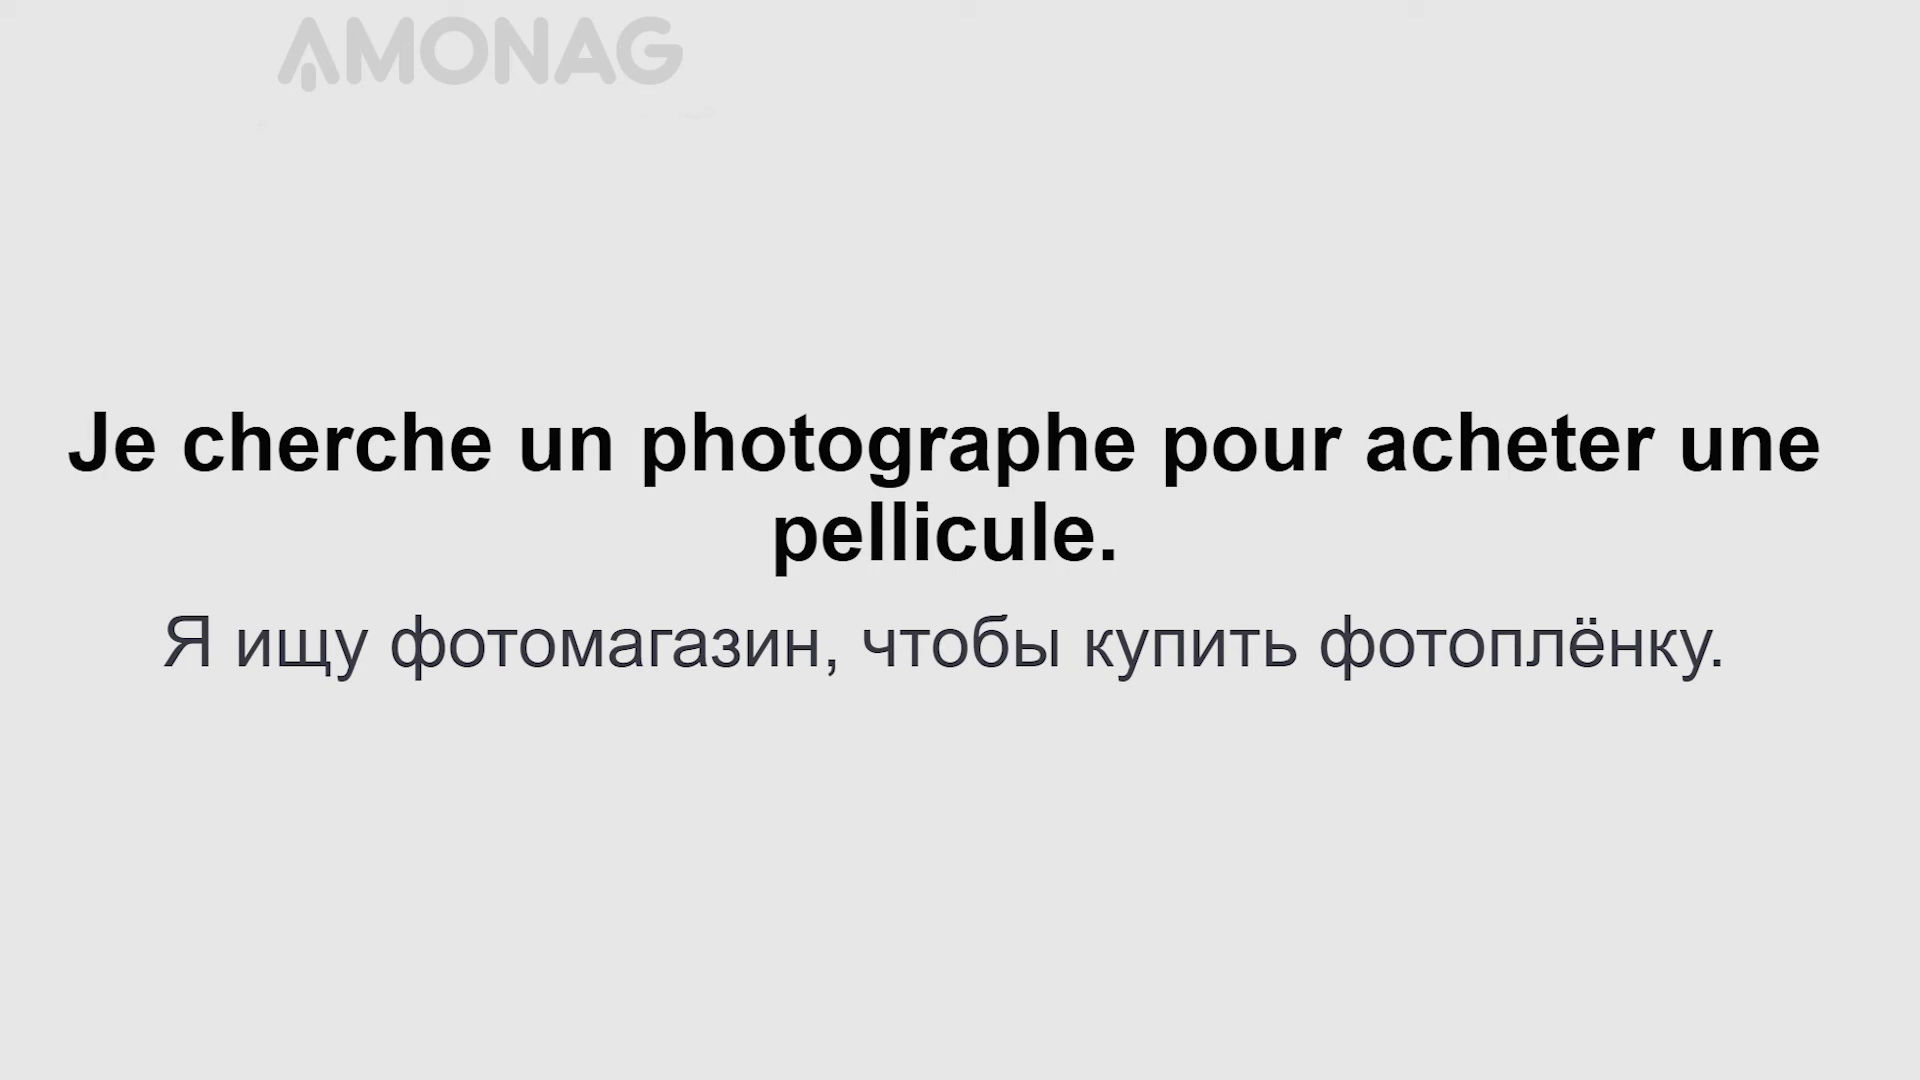 AMONAG
Je cherche un photographe pour acheter une
pellicule.
Я ищу фотомагазин, чтобы купить фотоплёнку.